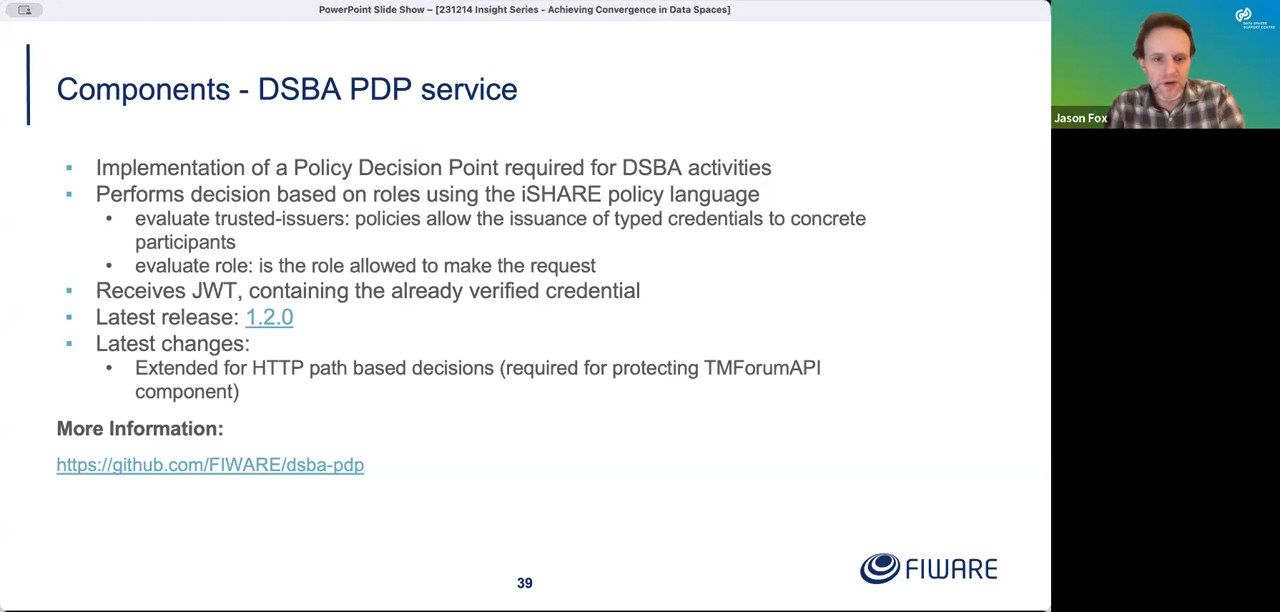 PowerPoint Slide Show – [231214 Insight Series - Achieving Convergence in Data Spaces]
Components - DSBA PDP service
▪ Implementation of a Policy Decision Point required for DSBA activities
▪ Performs decision based on roles using the iSHARE policy language
• evaluate trusted-issuers: policies allow the issuance of typed credentials to concrete
participants
• evaluate role: is the role allowed to make the request
▪ Receives JWT, containing the already verified credential
▪ Latest release: 1.2.0
▪ Latest changes:
• Extended for HTTP path based decisions (required for protecting TMForumAPI
component)
More Information:
https://github.com/FIWARE/dsba-pdp
39
FIWARE
Jason Fox
DATA SPACES
SUPPORT CENTRE